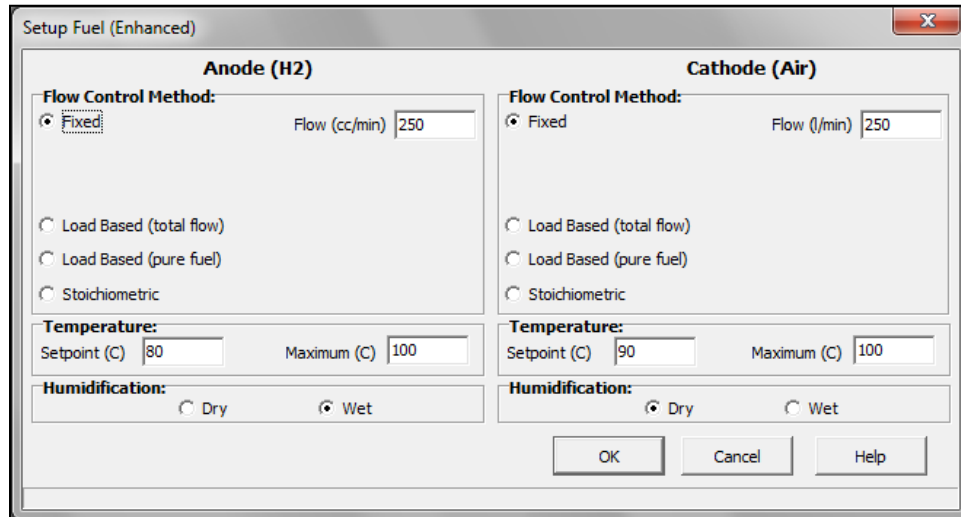 Setup Fuel (Enhanced)
Anode (H2)
Flow Control Method:
Fixed Flow (cc/min) 250
Load Based (total flow)
Load Based (pure fuel)
Stoichiometric
Temperature:
Setpoint (C) 80 Maximum (C) 100
Humidification:
Dry Wet
Cathode (Air)
Flow Control Method:
Fixed Flow (l/min) 250
Load Based (total flow)
Load Based (pure fuel)
Stoichiometric
Temperature:
Setpoint (C) 90 Maximum (C) 100
Humidification:
Dry Wet
OK Cancel Help